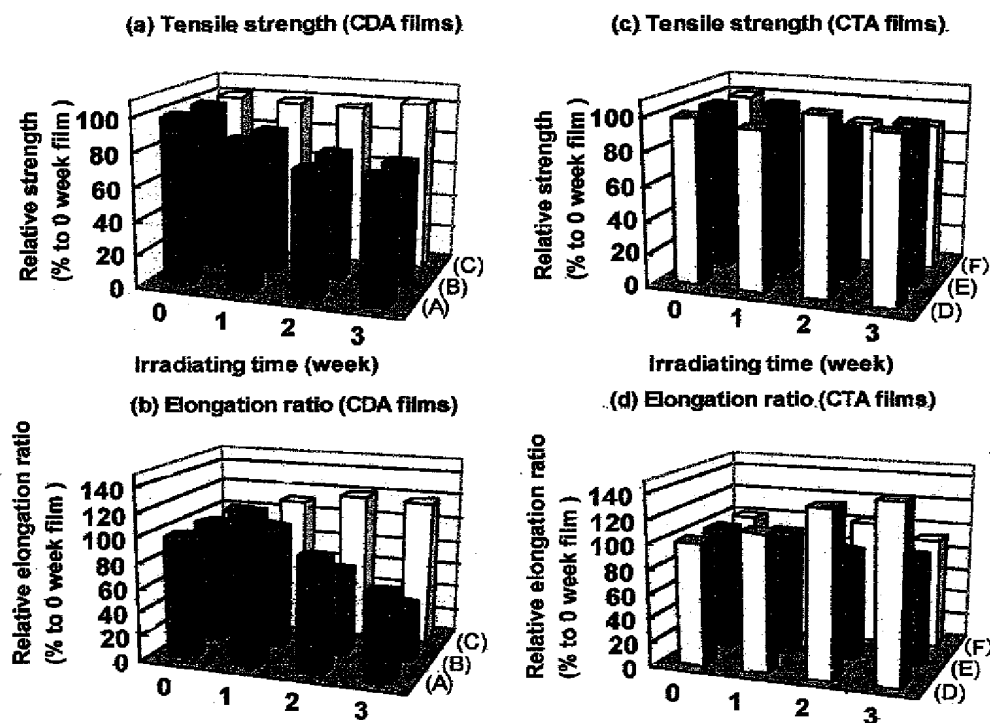 (a) Tensile strength (CDA films)
Relative strength
(% to 0 week film )
100
80
60
40
20
0
0
1
2
3
(A)
(B)
(C)
Irradiating time (week)
(c) Tensile strength (CTA films)
Relative strength
(% to 0 week film )
100
80
60
40
20
0
0
1
2
3
(D)
(E)
(F)
Irradiating time (week)
(b) Elongation ratio (CDA films)
Relative elongation ratio
(% to 0 week film )
140
120
100
80
60
40
20
0
0
1
2
3
(A)
(B)
(C)
(d) Elongation ratio (CTA films)
Relative elongation ratio
(% to 0 week film )
140
120
100
80
60
40
20
0
0
1
2
3
(D)
(E)
(F)